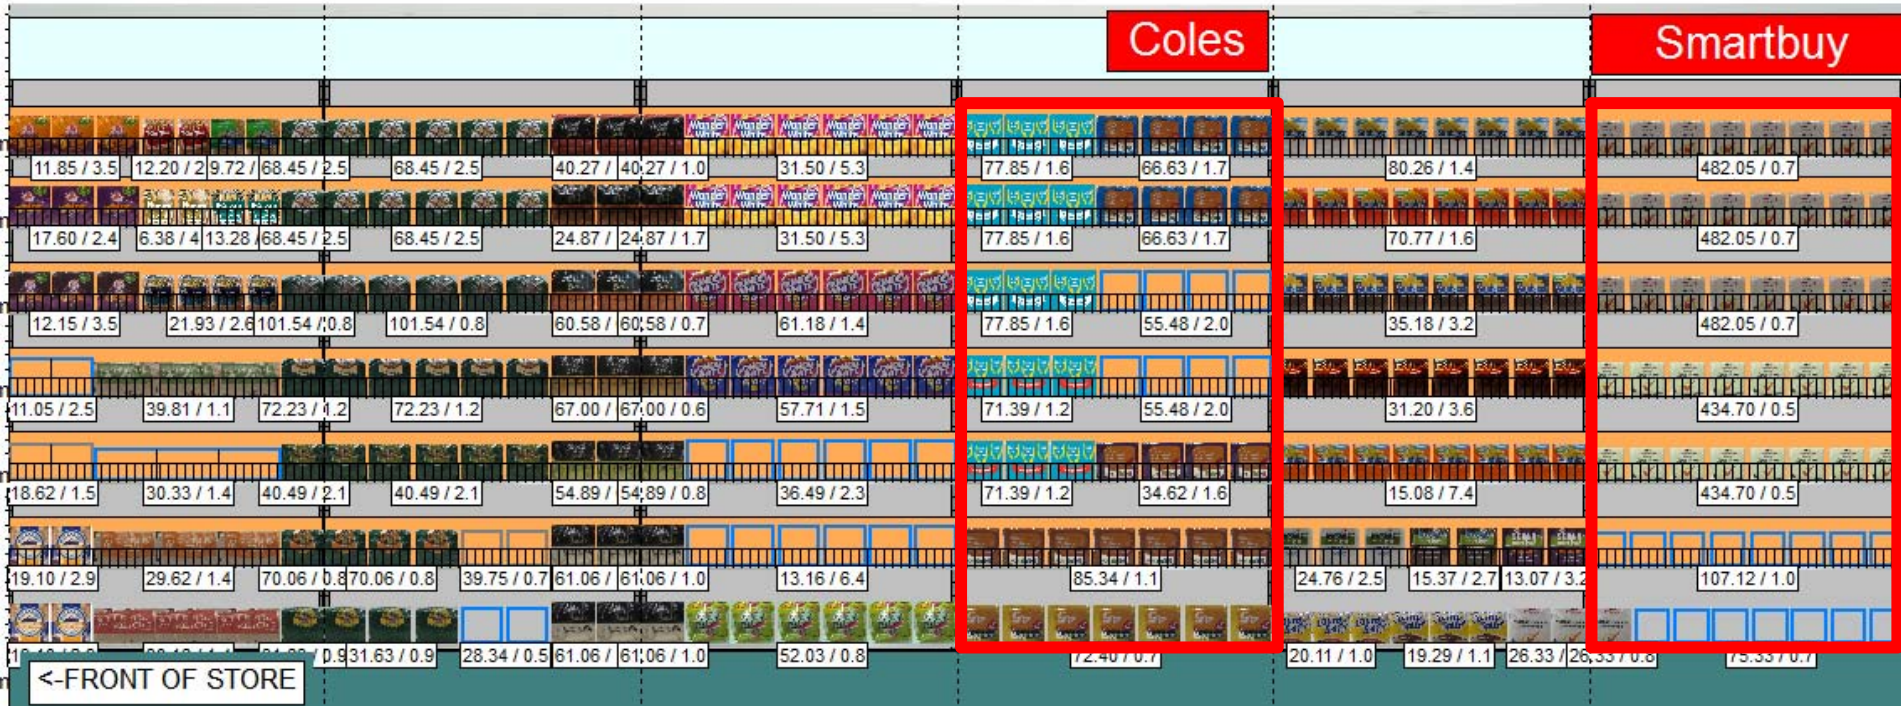 Coles
Smartbuy
11.85 / 3.5 12.20 / 2 9.72 / 68.45 / 2.5 68.45 / 2.5 40.27 / 40.27 / 1.0 31.50 / 5.3 77.85 / 1.6 66.63 / 1.7 80.26 / 1.4 482.05 / 0.7
17.60 / 2.4 6.38 / 4 13.28 / 68.45 / 2.5 68.45 / 2.5 24.87 / 24.87 / 1.7 31.50 / 5.3 77.85 / 1.6 66.63 / 1.7 70.77 / 1.6 482.05 / 0.7
12.15 / 3.5 21.93 / 2.6 101.54 / 0.8 101.54 / 0.8 60.58 / 60.58 / 0.7 61.18 / 1.4 77.85 / 1.6 55.48 / 2.0 35.18 / 3.2 482.05 / 0.7
11.05 / 2.5 39.81 / 1.1 72.23 / 1.2 72.23 / 1.2 67.00 / 67.00 / 0.6 57.71 / 1.5 71.39 / 1.2 55.48 / 2.0 31.20 / 3.6 434.70 / 0.5
18.62 / 1.5 30.33 / 1.4 40.49 / 2.1 40.49 / 2.1 54.89 / 54.89 / 0.8 36.49 / 2.3 71.39 / 1.2 34.62 / 1.6 15.08 / 7.4 434.70 / 0.5
19.10 / 2.9 29.62 / 1.4 70.06 / 0.8 70.06 / 0.8 39.75 / 0.7 61.06 / 61.06 / 1.0 13.16 / 6.4 85.34 / 1.1 24.76 / 2.5 15.37 / 2.7 13.07 / 3.2 107.12 / 1.0
31.63 / 0.9 28.34 / 0.5 61.06 / 61.06 / 1.0 52.03 / 0.8 72.40 / 0.7 20.11 / 1.0 19.29 / 1.1 26.33 / 26.33 / 0.8 75.33 / 0.7
<-FRONT OF STORE